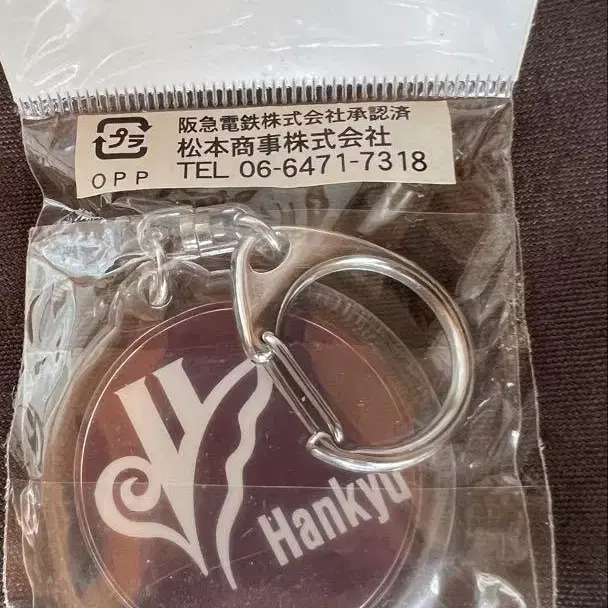 阪急電鉄株式会社承認済
プラ
松本商事株式会社
OPP
TEL 06-6471-7318
Hankyu